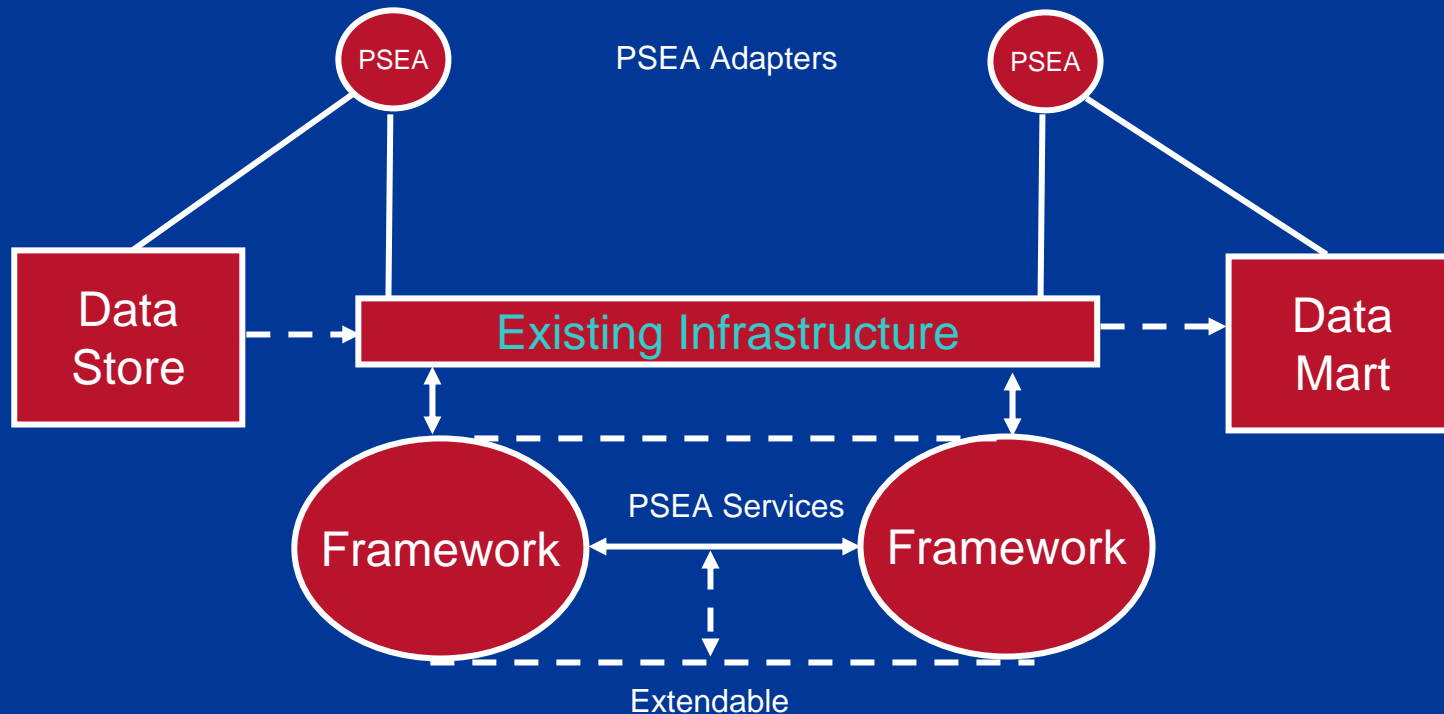 PSEA
PSEA Adapters
PSEA
Data
Store
Existing Infrastructure
Data
Mart
Framework
PSEA Services
Framework
Extendable